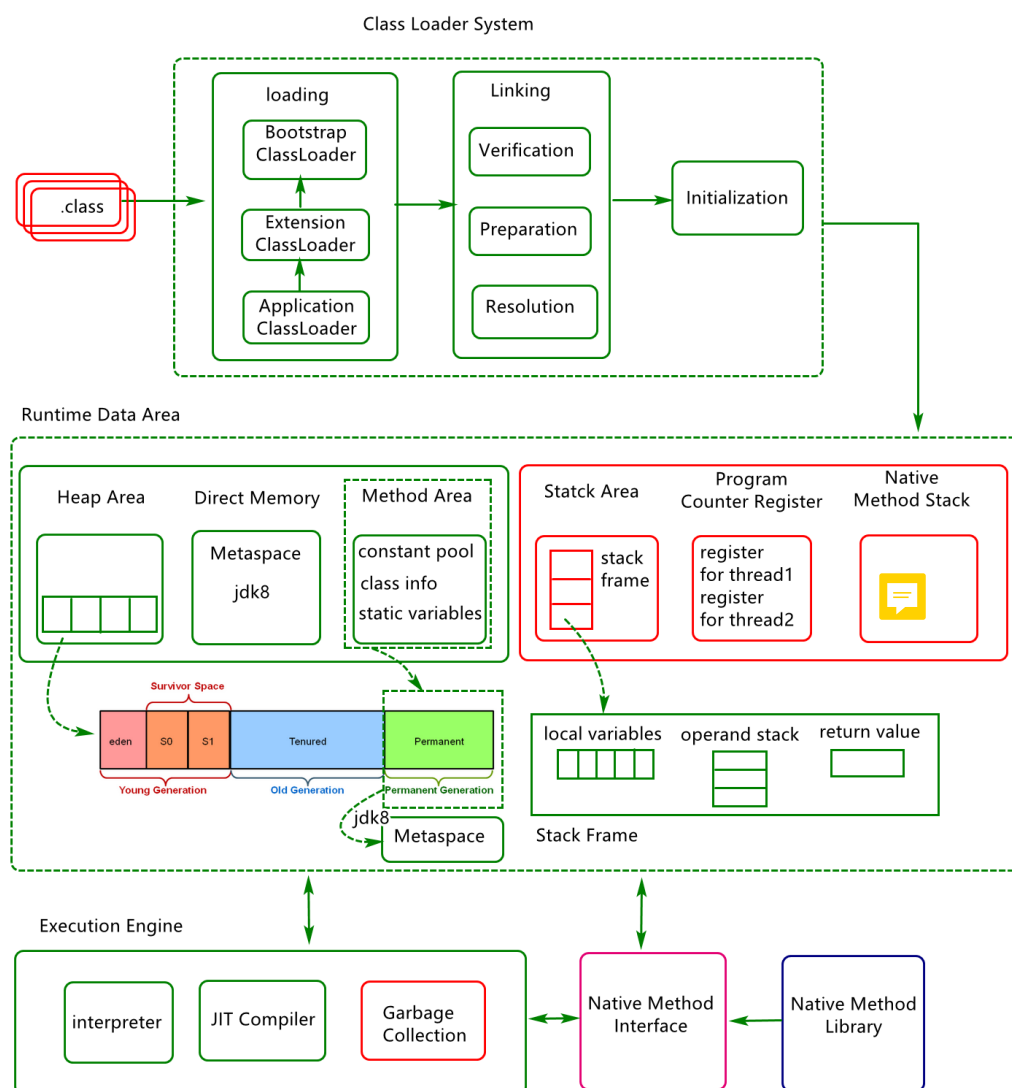 Class Loader System
loading
Bootstrap
ClassLoader
Extension
ClassLoader
Application
ClassLoader
Linking
Verification
Preparation
Resolution
Initialization
.class
Runtime Data Area
Heap Area
Direct Memory
Metaspace
jdk8
Method Area
constant pool
class info
static variables
Statck Area
stack
frame
Program
Counter Register
register
for thread1
register
for thread2
Native
Method Stack
Survivor Space
eden
S0
S1
Tenured
Permanent
Young Generation
Old Generation
Permanent Generation
jdk8
Metaspace
local variables
operand stack
return value
Stack Frame
Execution Engine
interpreter
JIT Compiler
Garbage
Collection
Native Method
Interface
Native Method
Library